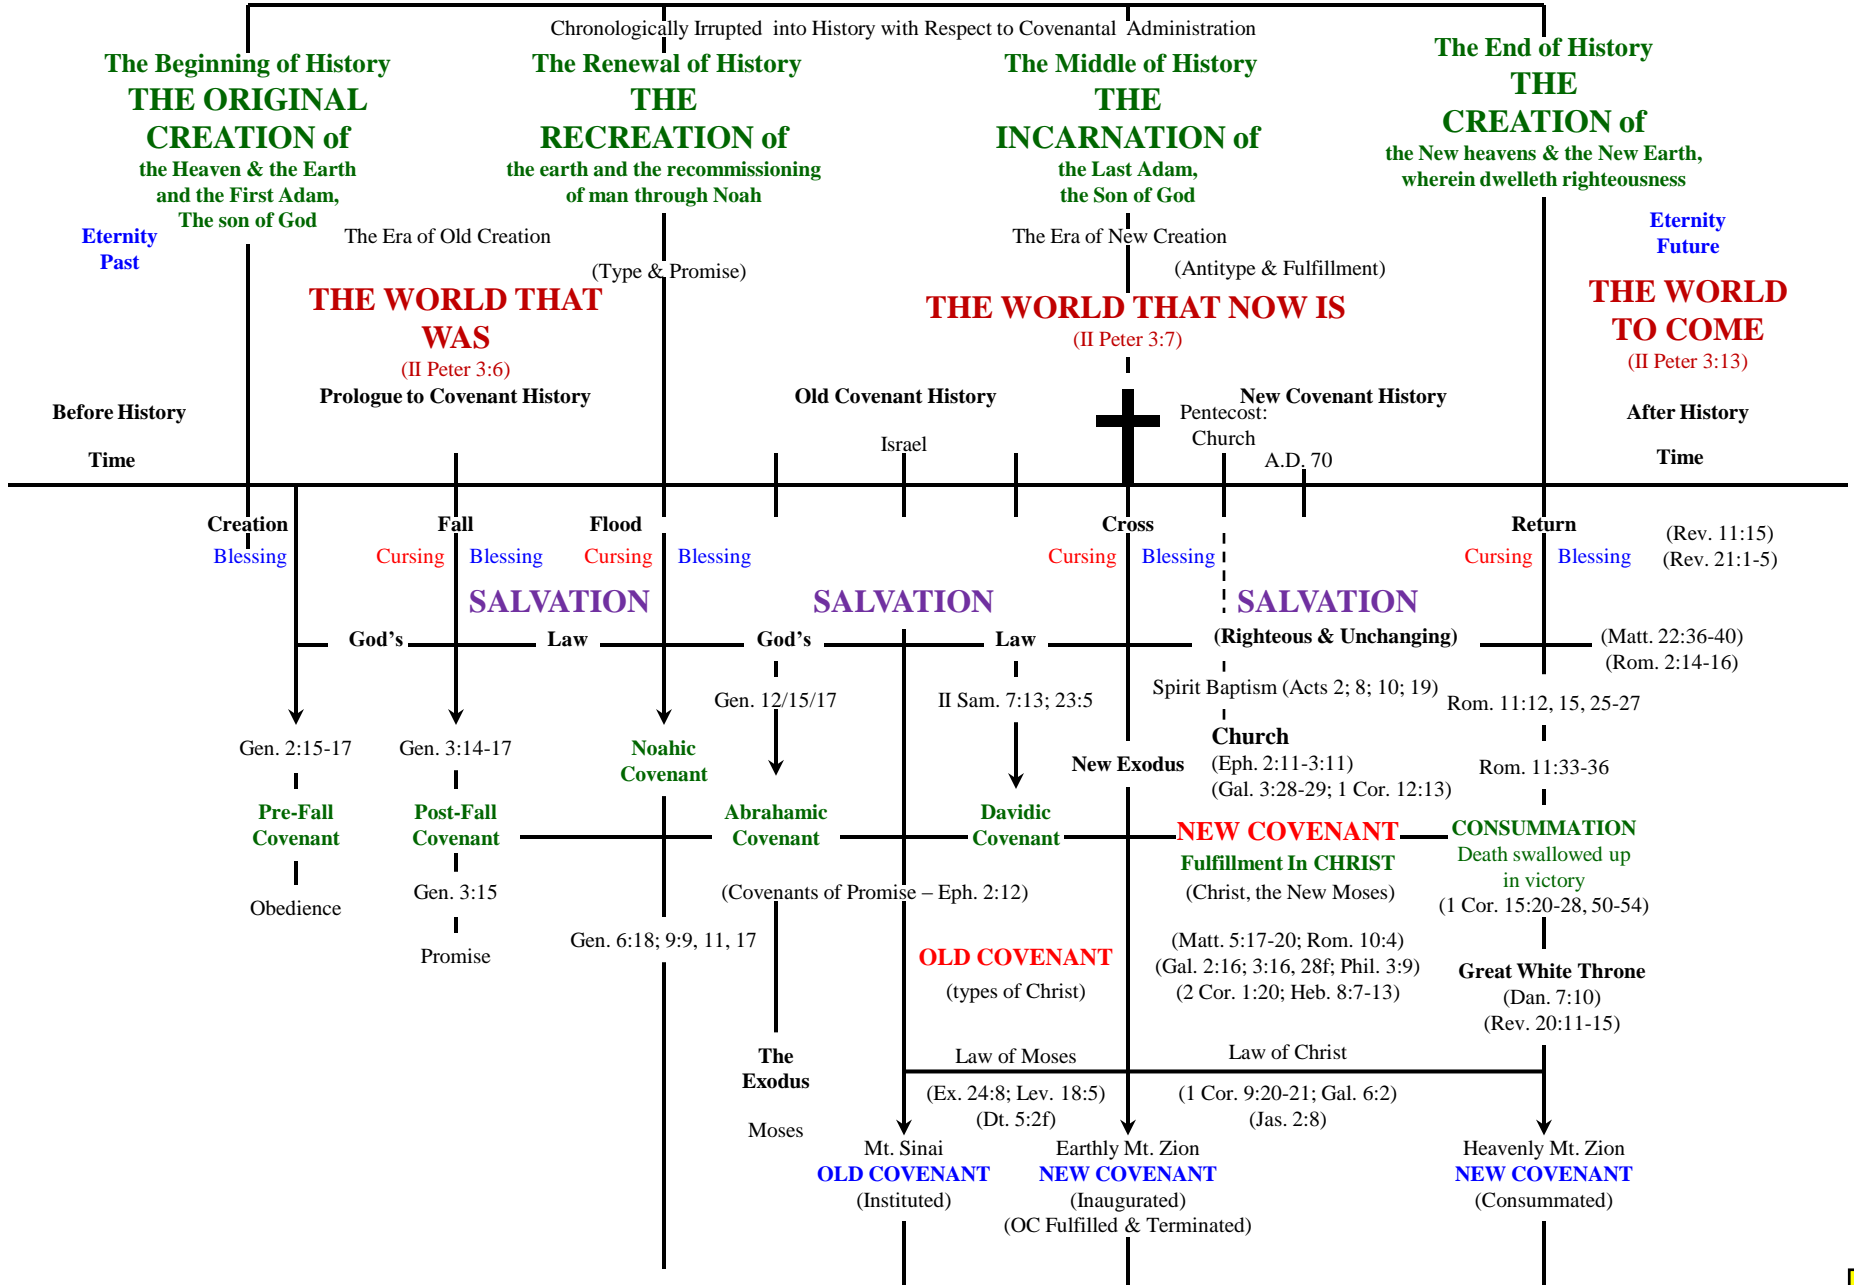 Chronologically Irrupted into History with Respect to Covenantal Administration
The Beginning of History
THE ORIGINAL
CREATION of
the Heaven & the Earth
and the First Adam,
The son of God
The Renewal of History
THE
RECREATION of
the earth and the recommissioning
of man through Noah
The Middle of History
THE
INCARNATION of
the Last Adam,
the Son of God
The End of History
THE
CREATION of
the New heavens & the New Earth,
wherein dwelleth righteousness
Eternity
Past
The Era of Old Creation
(Type & Promise)
The Era of New Creation
(Antitype & Fulfillment)
Eternity
Future
THE WORLD THAT
WAS
(II Peter 3:6)
THE WORLD THAT NOW IS
(II Peter 3:7)
THE WORLD
TO COME
(II Peter 3:13)
Before History
Prologue to Covenant History
Old Covenant History
New Covenant History
After History
Time
Israel
Pentecost:
Church
A.D. 70
Time
Creation
Blessing
Fall
Cursing
Blessing
Flood
Cursing
Blessing
Cross
Cursing
Blessing
Return
Cursing
Blessing
(Rev. 11:15)
(Rev. 21:1-5)
SALVATION
SALVATION
SALVATION
God's
Law
God's
Law
(Righteous & Unchanging)
(Matt. 22:36-40)
(Rom. 2:14-16)
Gen. 12/15/17
II Sam. 7:13; 23:5
Spirit Baptism (Acts 2; 8; 10; 19)
Rom. 11:12, 15, 25-27
Gen. 2:15-17
Gen. 3:14-17
Noahic
Covenant
New Exodus
Church
(Eph. 2:11-3:11)
(Gal. 3:28-29; 1 Cor. 12:13)
Rom. 11:33-36
Pre-Fall
Covenant
Post-Fall
Covenant
Abrahamic
Covenant
Davidic
Covenant
NEW COVENANT
Fulfillment In CHRIST
(Christ, the New Moses)
CONSUMMATION
Death swallowed up
in victory
(1 Cor. 15:20-28, 50-54)
Obedience
Gen. 3:15
Promise
(Covenants of Promise – Eph. 2:12)
Gen. 6:18; 9:9, 11, 17
OLD COVENANT
(types of Christ)
(Matt. 5:17-20; Rom. 10:4)
(Gal. 2:16; 3:16, 28f; Phil. 3:9)
(2 Cor. 1:20; Heb. 8:7-13)
Great White Throne
(Dan. 7:10)
(Rev. 20:11-15)
The
Exodus
Moses
Law of Moses
(Ex. 24:8; Lev. 18:5)
(Dt. 5:2f)
Law of Christ
(1 Cor. 9:20-21; Gal. 6:2)
(Jas. 2:8)
Mt. Sinai
OLD COVENANT
(Instituted)
Earthly Mt. Zion
NEW COVENANT
(Inaugurated)
(OC Fulfilled & Terminated)
Heavenly Mt. Zion
NEW COVENANT
(Consummated)